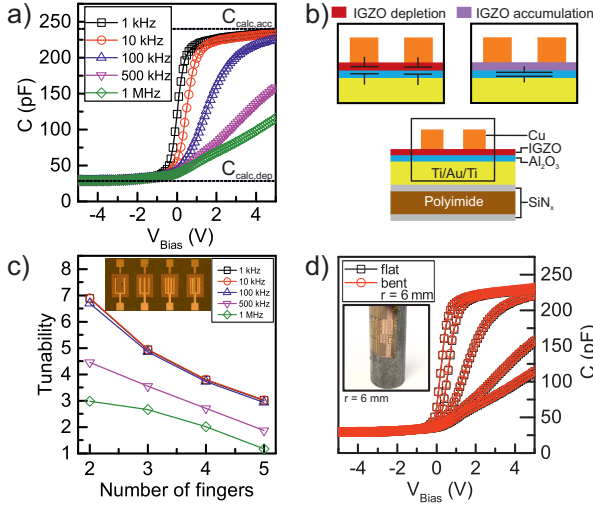 a)
C (pF)
250
200
150
100
50
0
1 kHz
10 kHz
100 kHz
500 kHz
1 MHz
C_calc,acc
C_calc,dep
-4 -2 0 2 4
V_Bias (V)
b)
IGZO depletion IGZO accumulation
Cu
IGZO
Al₂O₃
Ti/Au/Ti
SiNₓ
Polyimide
c)
Tunability
7
6
5
4
3
2
1
1 kHz
10 kHz
100 kHz
500 kHz
1 MHz
2 3 4 5
Number of fingers
d)
flat
bent
r = 6 mm
r = 6 mm
250
200
150
100
50
0
C (pF)
-4 -2 0 2 4
V_Bias (V)